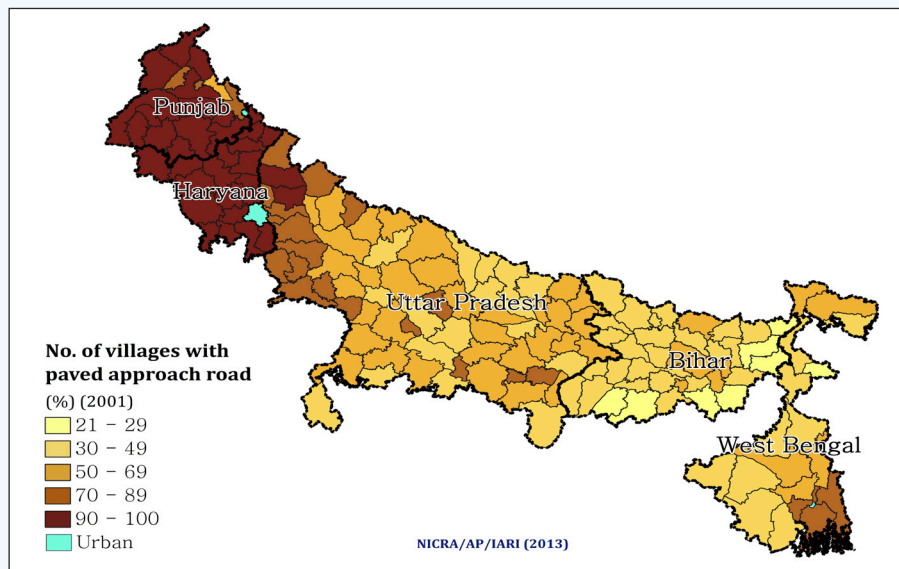 Punjab
Haryana
Uttar Pradesh
Bihar
West Bengal
No. of villages with
paved approach road
(%) (2001)
21 - 29
30 - 49
50 - 69
70 - 89
90 - 100
Urban
NICRA/AP/IARI (2013)